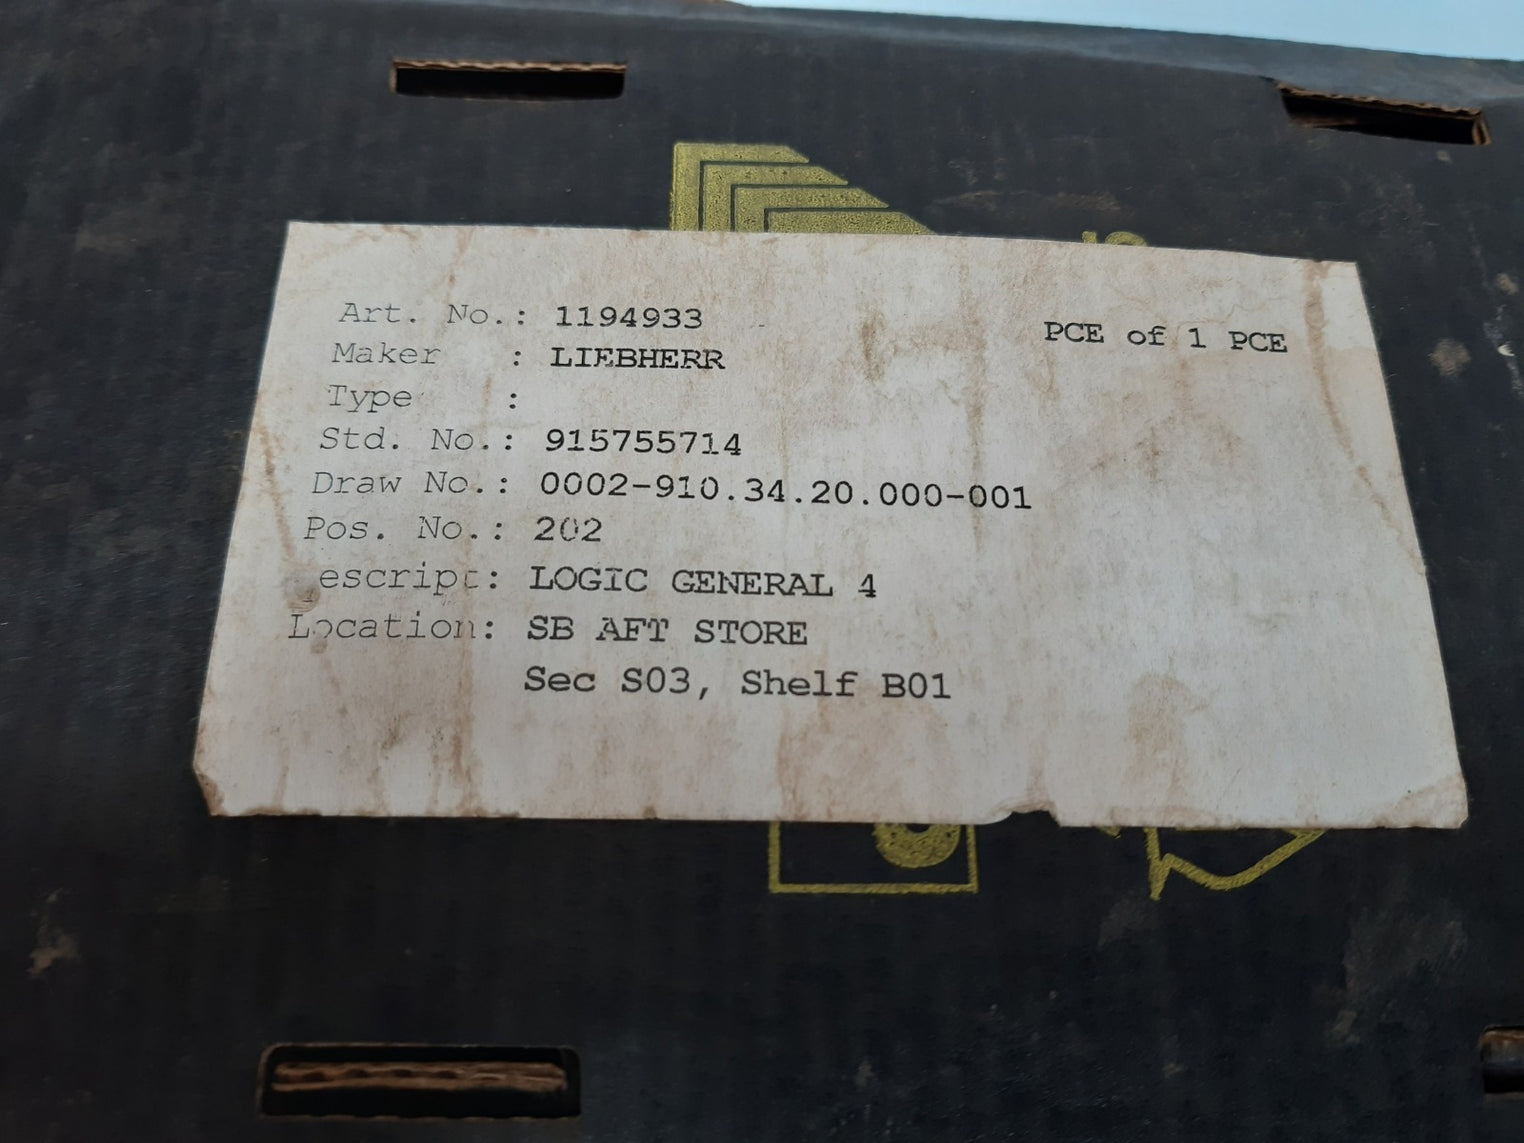 Art. No.: 1194933
PCE of 1 PCE
Maker : LIEBHERR
Type :
Std. No.: 915755714
Draw No.: 0002-910.34.20.000-001
Pos. No.: 202
escript: LOGIC GENERAL 4
Location: SB AFT STORE
Sec S03, Shelf B01